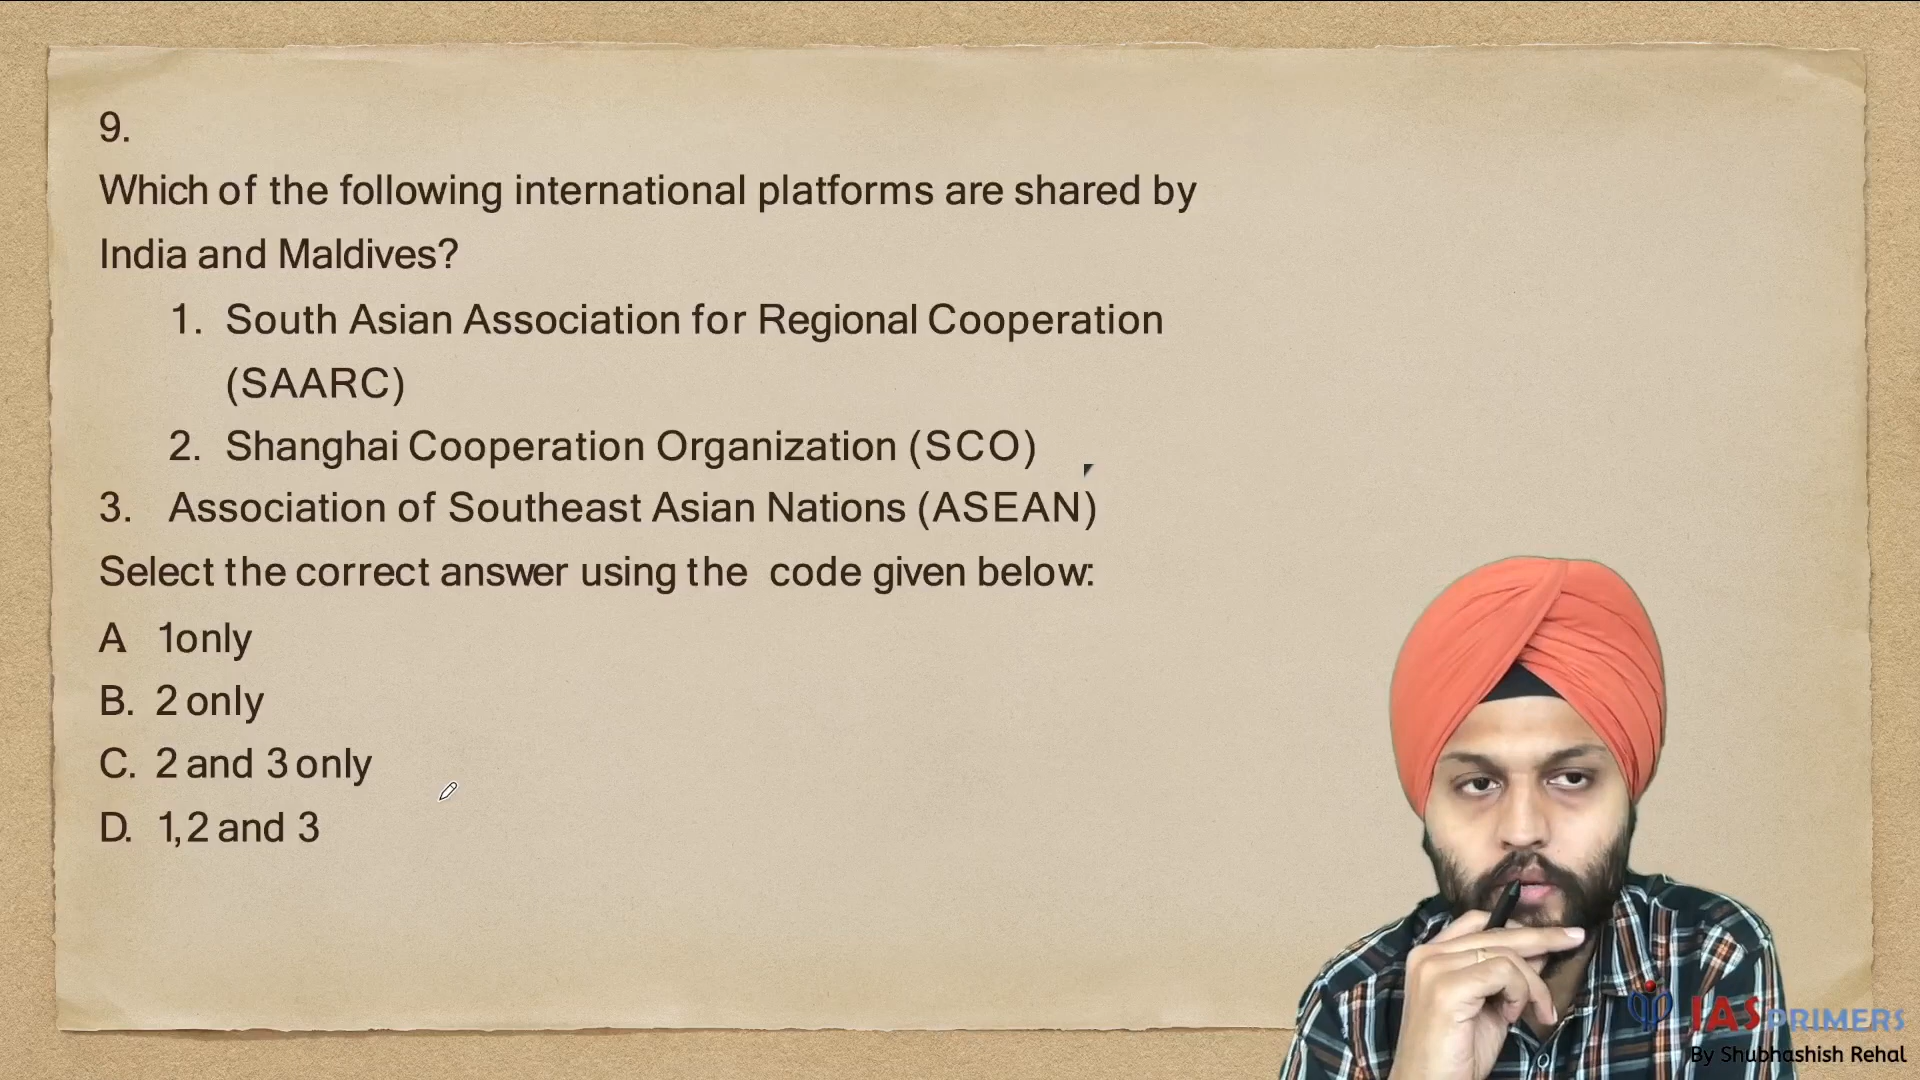 9.
Which of the following international platforms are shared by
India and Maldives?
1. South Asian Association for Regional Cooperation
(SAARC)
2. Shanghai Cooperation Organization (SCO)
3. Association of Southeast Asian Nations (ASEAN)
Select the correct answer using the code given below:
A. 1 only
B. 2 only
C. 2 and 3 only
D. 1,2 and 3
IAS PRIMERS
By Shubhashish Rehal